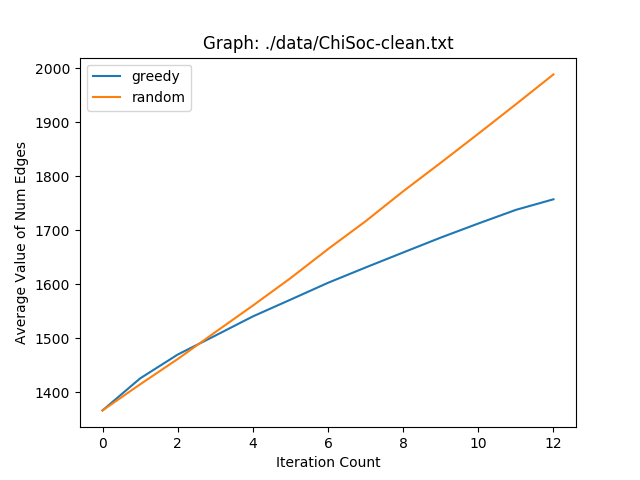 Graph: ./data/ChiSoc-clean.txt
greedy
random
Average Value of Num Edges
2000
1900
1800
1700
1600
1500
1400
0 2 4 6 8 10 12
Iteration Count